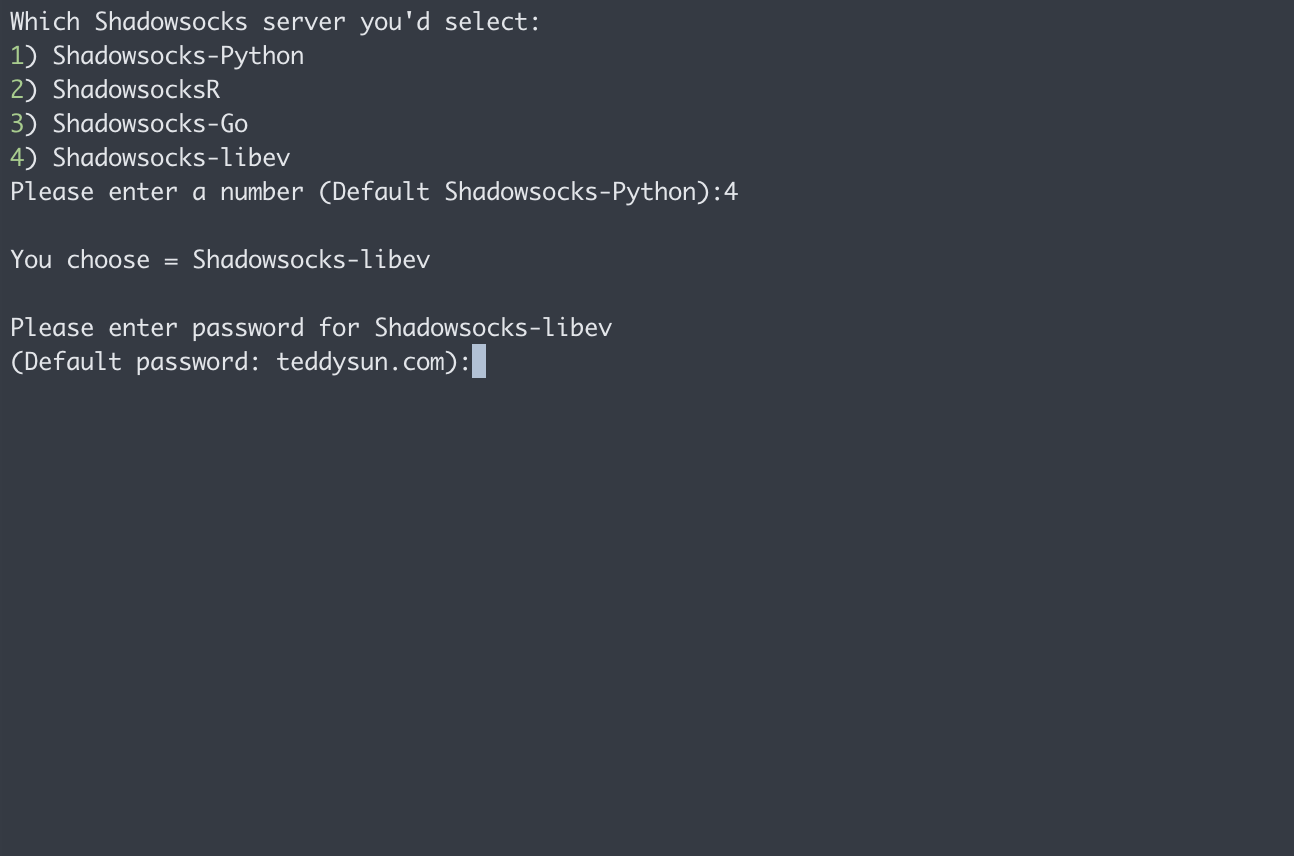 Which Shadowsocks server you'd select:
1) Shadowsocks-Python
2) ShadowsocksR
3) Shadowsocks-Go
4) Shadowsocks-libev
Please enter a number (Default Shadowsocks-Python):4
You choose = Shadowsocks-libev
Please enter password for Shadowsocks-libev
(Default password: teddysun.com):